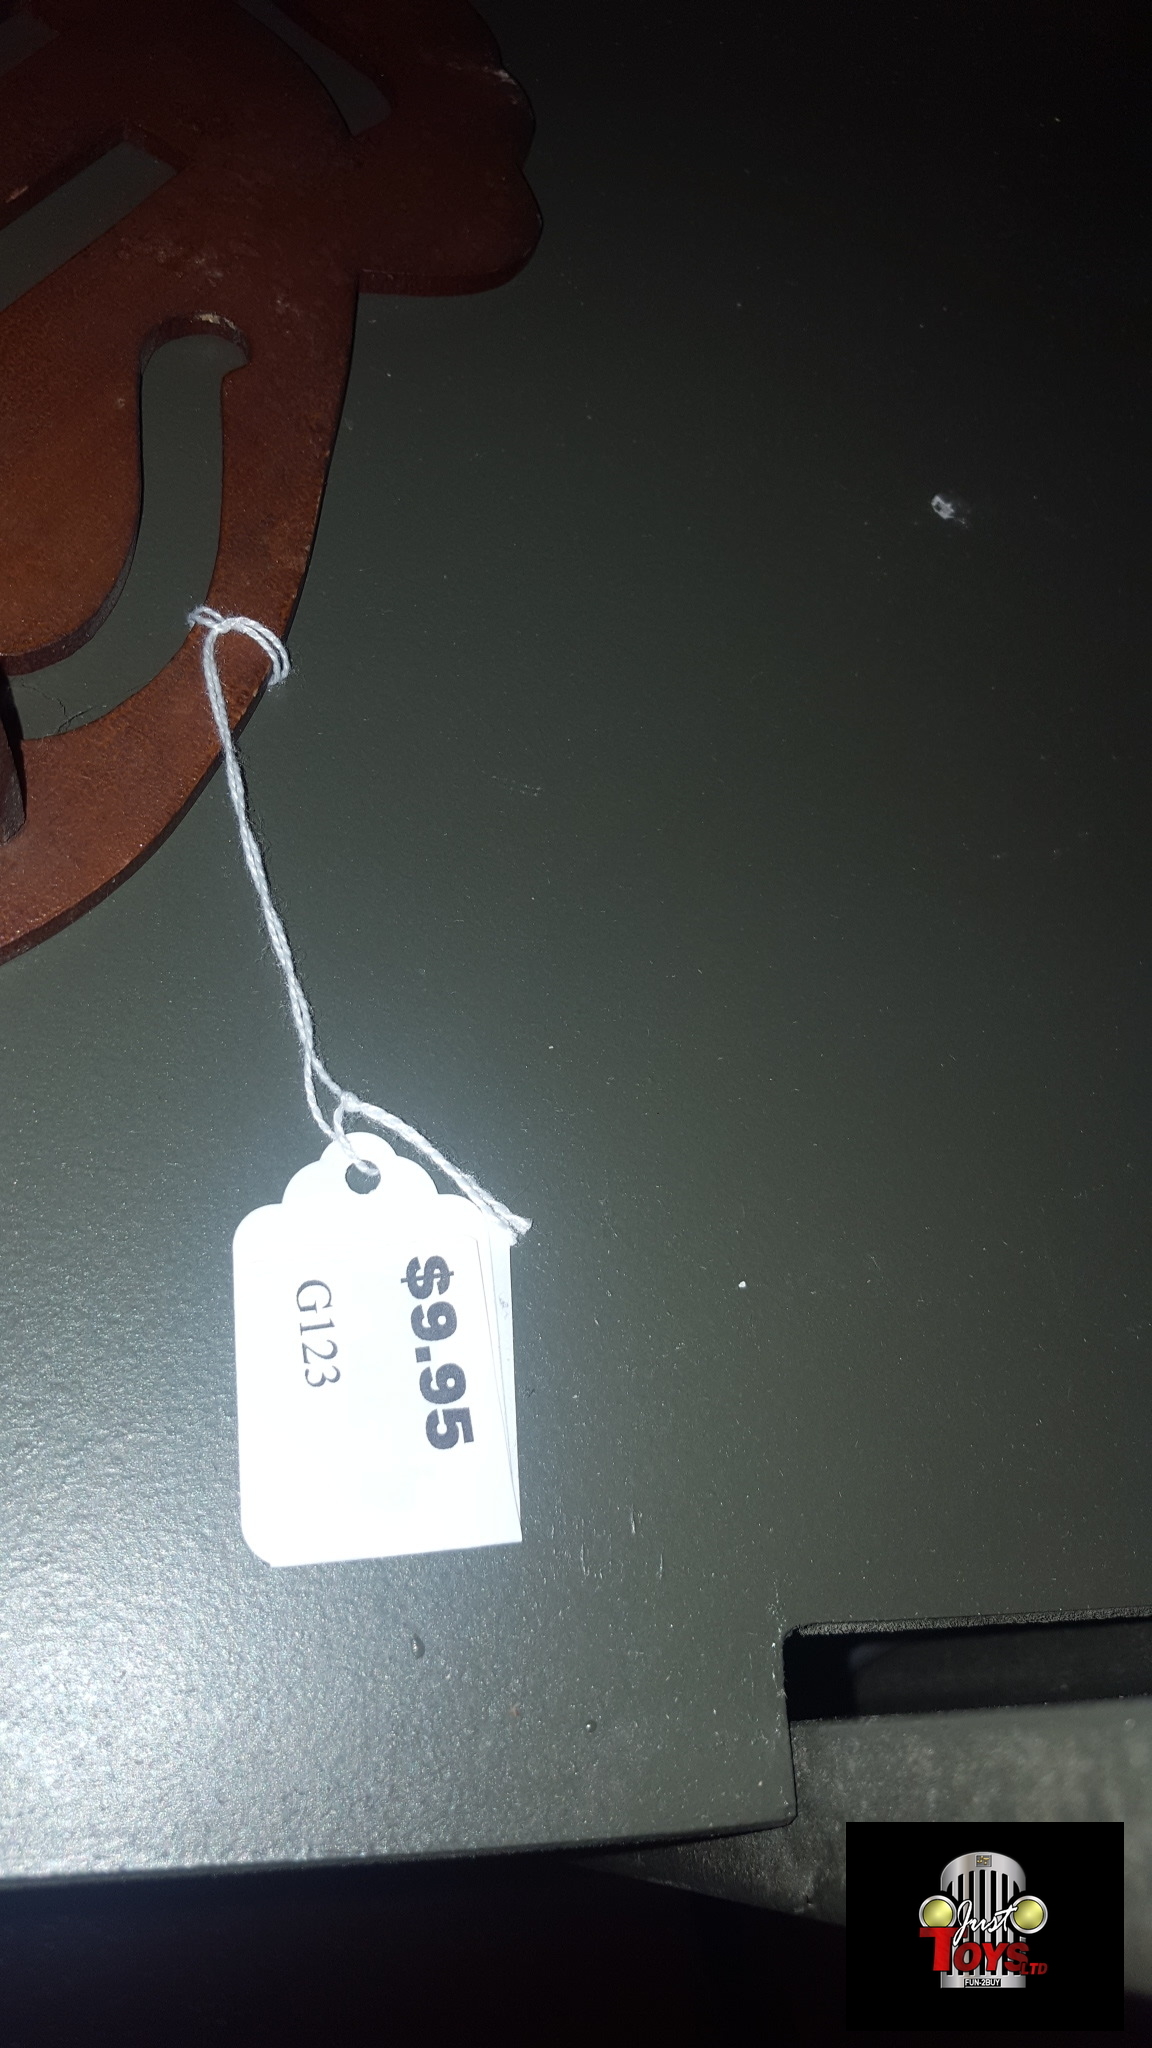 $9.95
G123
Just
TOYS LTD
FUN-2BUY